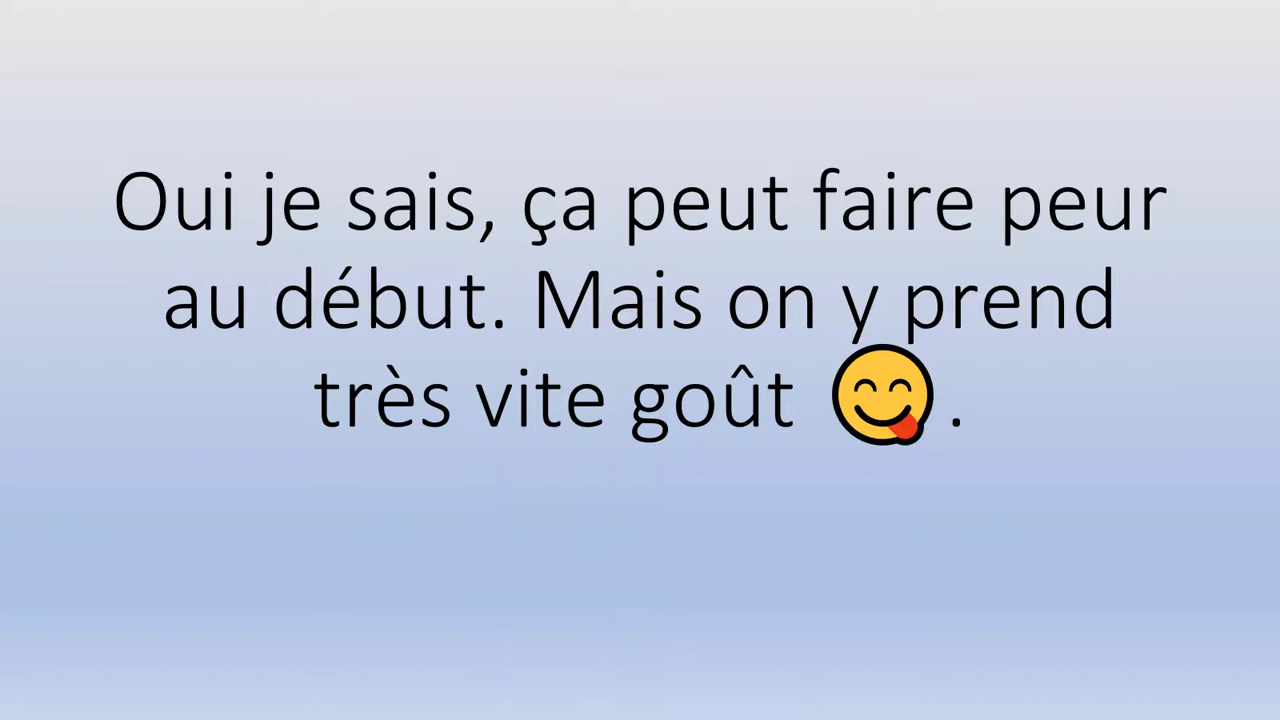 Oui je sais, ça peut faire peur
au début. Mais on y prend
très vite goût 😋.